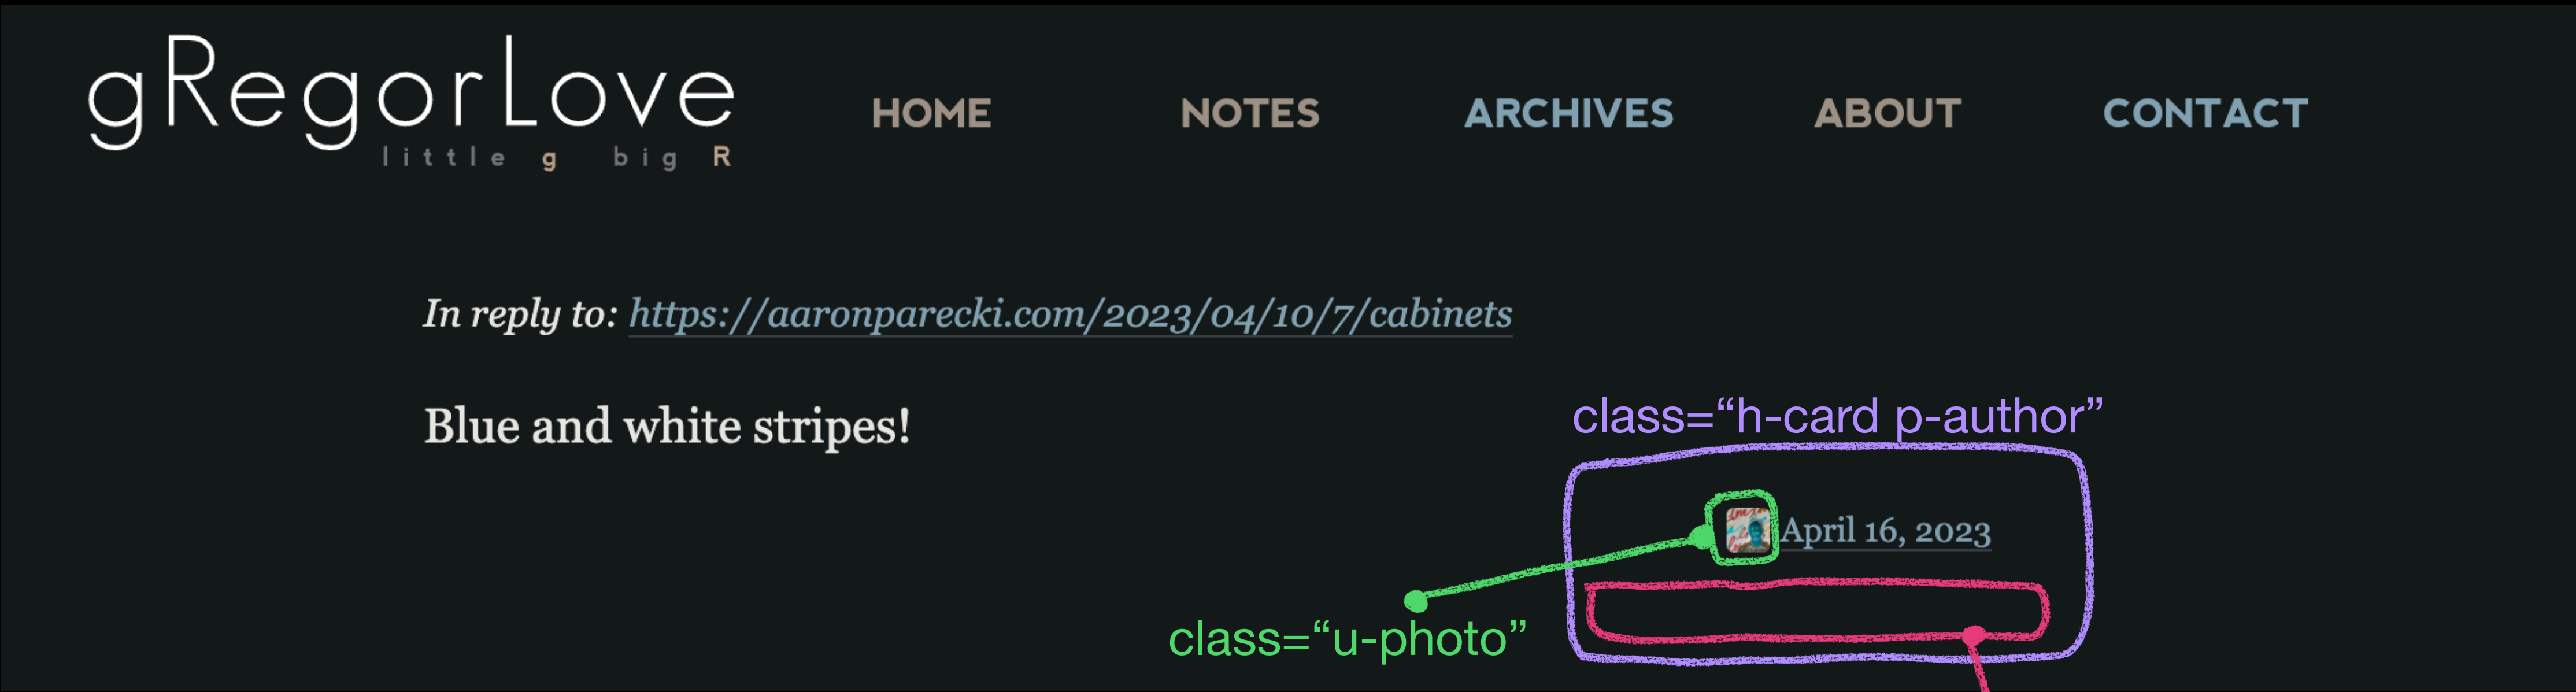 gRegorLove
little g big R
HOME NOTES ARCHIVES ABOUT CONTACT
In reply to: https://aaronparecki.com/2023/04/10/7/cabinets
Blue and white stripes!
class=“h-card p-author”
April 16, 2023
class=“u-photo”